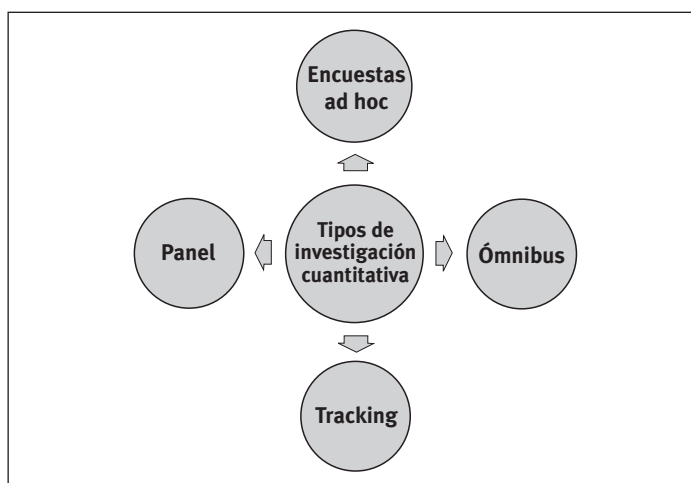 Encuestas
ad hoc
Panel
Tipos de
investigación
cuantitativa
Ómnibus
Tracking